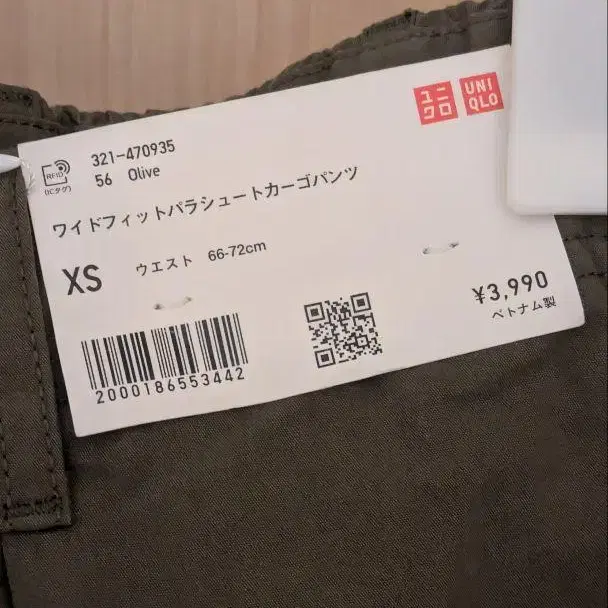 ユニ
クロ
UNI
QLO
RFID
(ICタグ)
321-470935
56 Olive
ワイドフィットパラシュートカーゴパンツ
XS ウエスト 66-72cm
2000186553442
¥3,990
ベトナム製